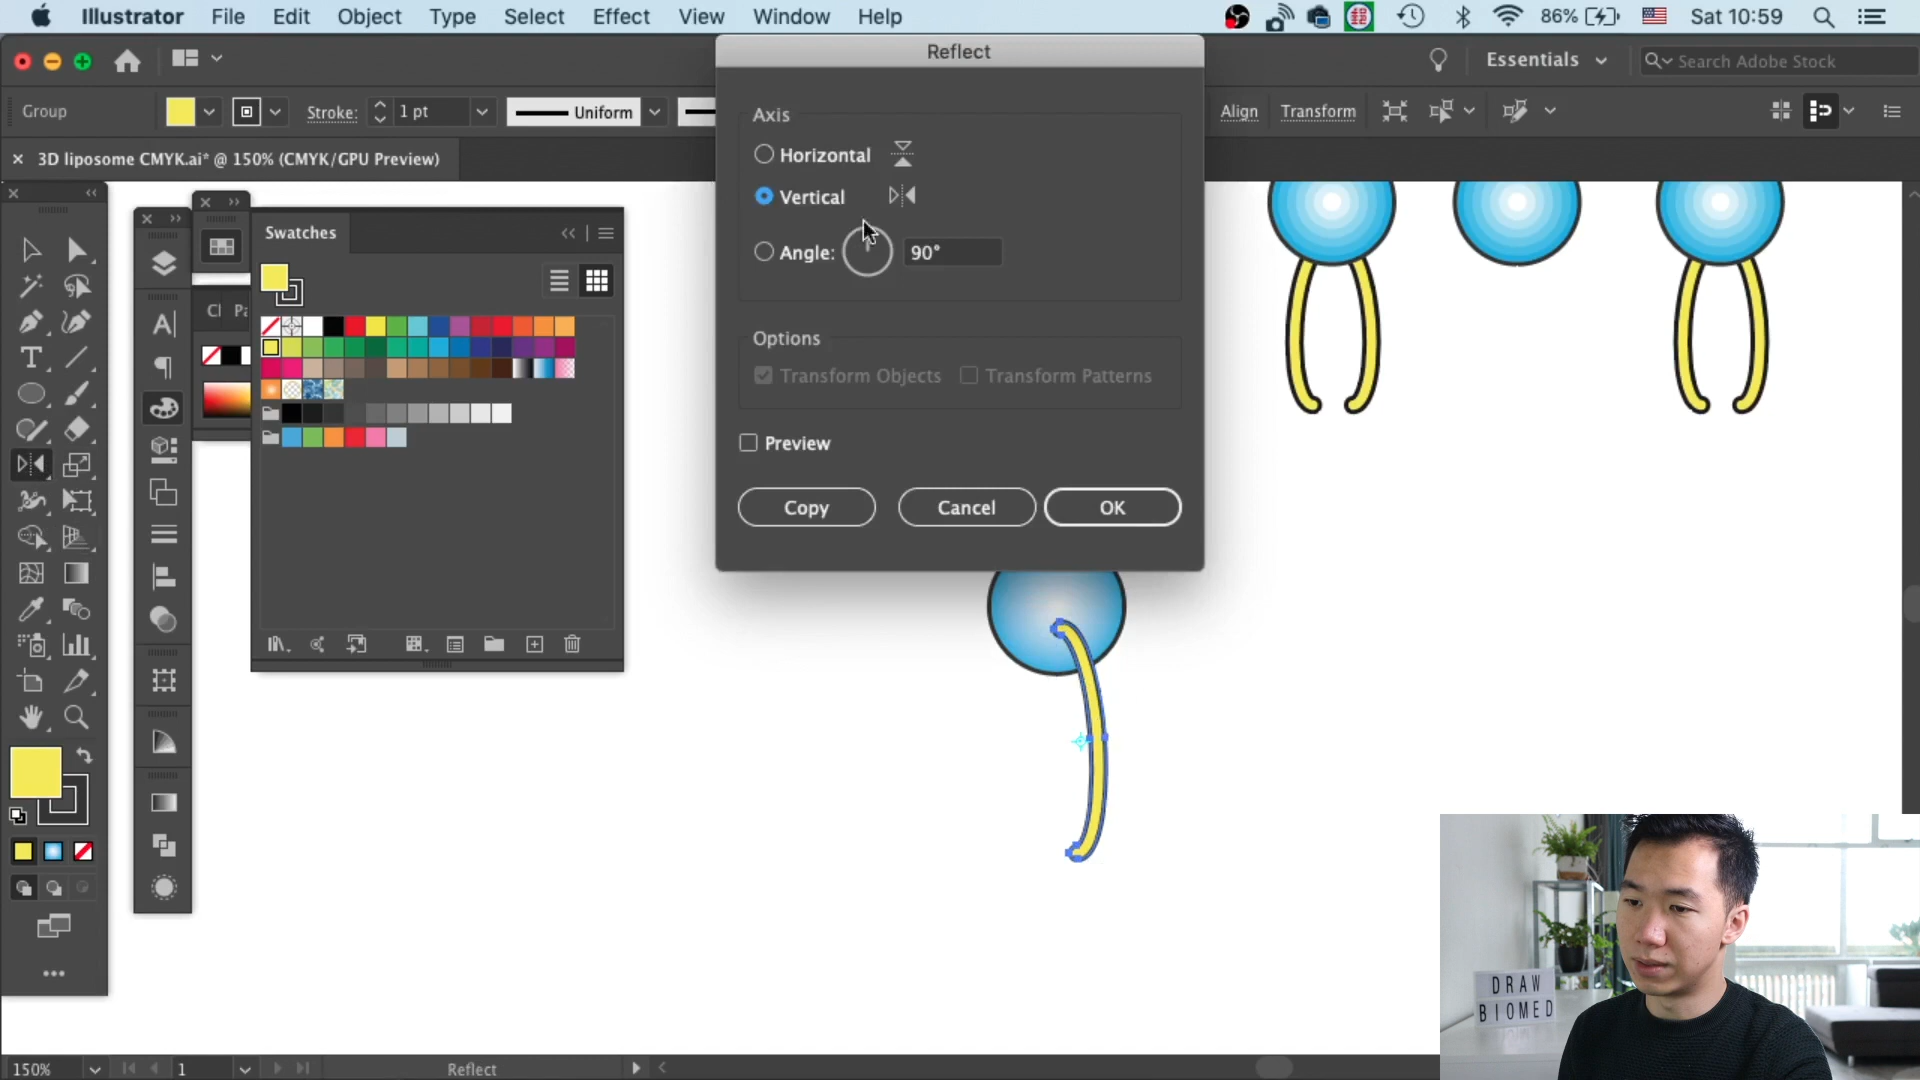 Illustrator File Edit Object Type Select Effect View Window Help
86% Sat 10:59
Reflect
Essentials
Search Adobe Stock
Group
Stroke: 1 pt
Uniform
Align Transform
3D liposome CMYK.ai* @ 150% (CMYK/GPU Preview)
Axis
Horizontal
Vertical
Angle: 90°
Options
Transform Objects Transform Patterns
Preview
Copy Cancel OK
Swatches
DRAW
BIOMED
150% 1 Reflect